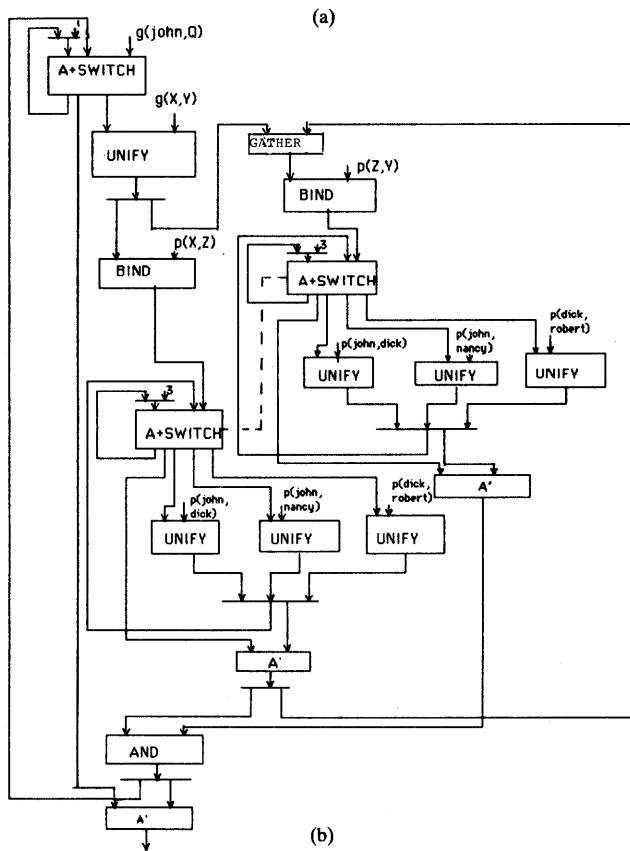 (a)
g(john,Q)
A+SWITCH
g(X,Y)
UNIFY
GATHER
p(Z,Y)
BIND
p(X,Z)
BIND
3
A+SWITCH
p(dick,
robert)
p(john,
nancy)
p(john,dick)
UNIFY
UNIFY
UNIFY
3
A+SWITCH
A'
p(john,
dick)
p(john,
nancy)
p(dick,
robert)
UNIFY
UNIFY
UNIFY
A'
AND
A'
(b)